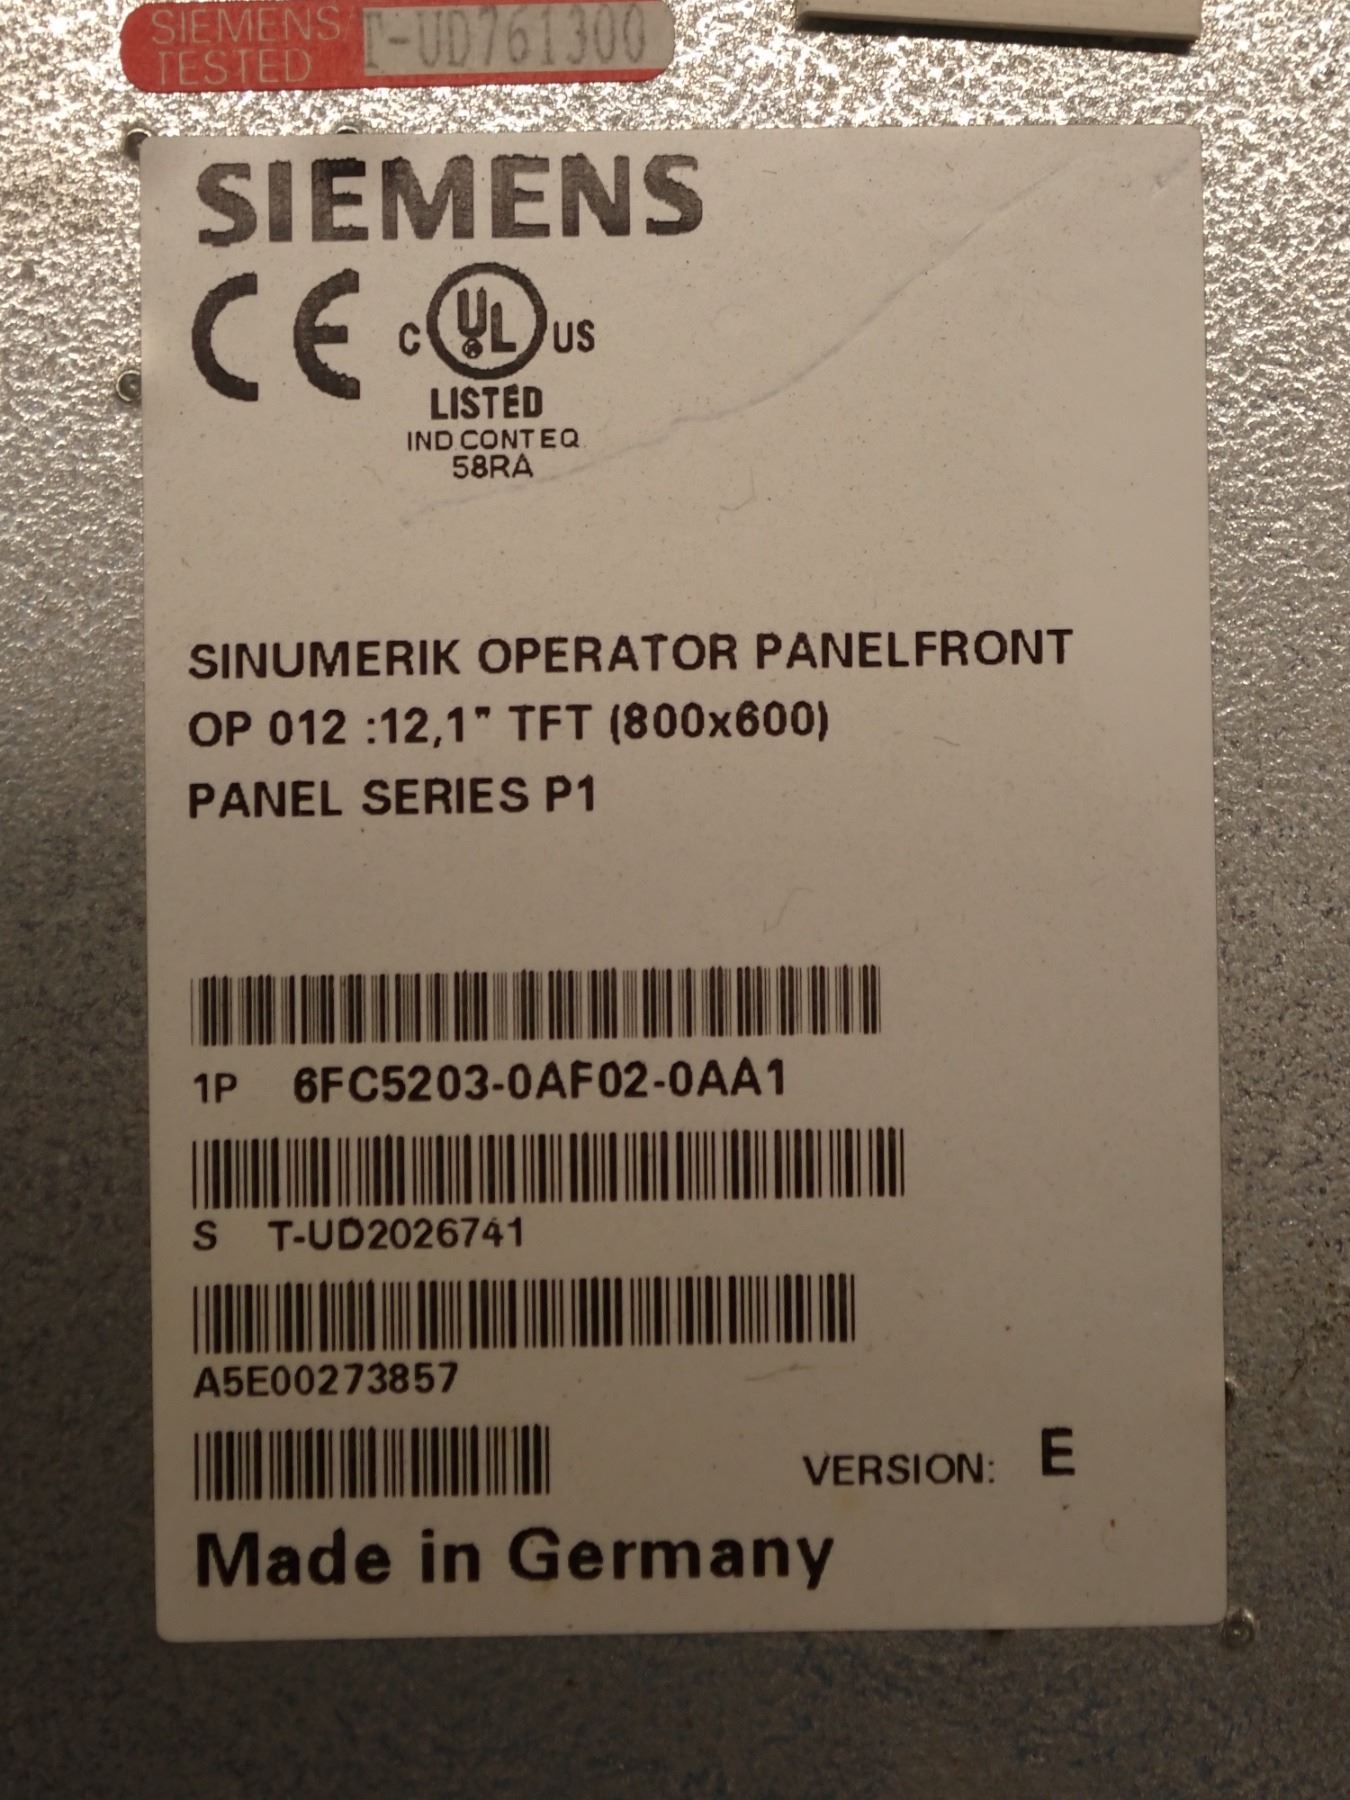 SIEMENS
TESTED
T-UD761300
SIEMENS
CE
C UL US
LISTED
IND CONT EQ
58RA
SINUMERIK OPERATOR PANELFRONT
OP 012 :12,1" TFT (800x600)
PANEL SERIES P1
1P 6FC5203-0AF02-0AA1
S T-UD2026741
A5E00273857
VERSION: E
Made in Germany